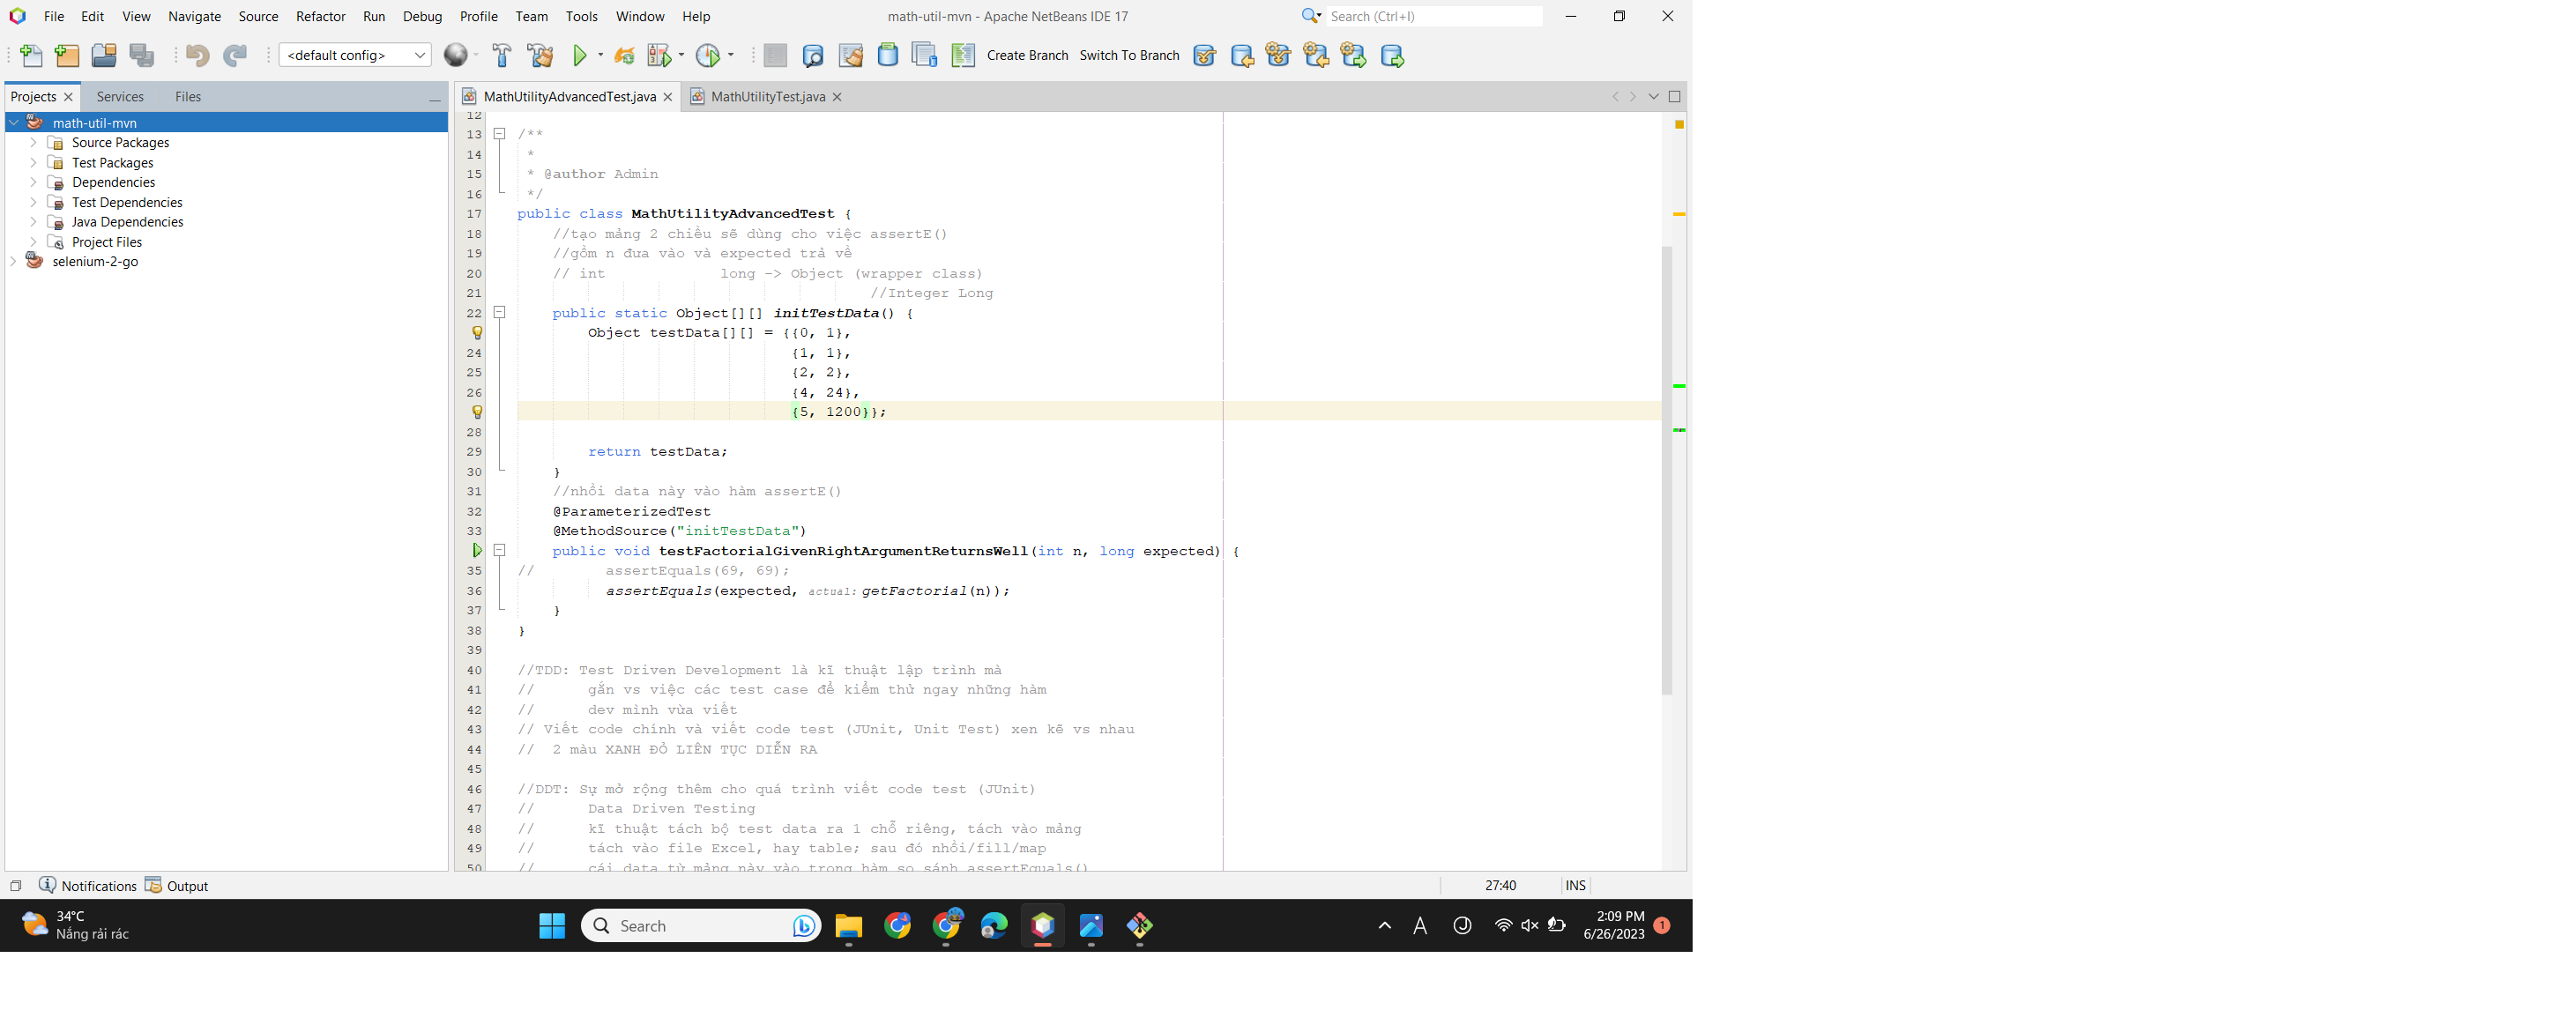 File Edit View Navigate Source Refactor Run Debug Profile Team Tools Window Help
math-util-mvn - Apache NetBeans IDE 17
Search (Ctrl+I)
<default config>
Create Branch Switch To Branch
Projects Services Files
math-util-mvn
Source Packages
Test Packages
Dependencies
Test Dependencies
Java Dependencies
Project Files
selenium-2-go
MathUtilityAdvancedTest.java MathUtilityTest.java
12
13 /**
14 *
15 * @author Admin
16 */
17 public class MathUtilityAdvancedTest {
18 //tạo mảng 2 chiều sẽ dùng cho việc assertE()
19 //gồm n đưa vào và expected trả về
20 // int long -> Object (wrapper class)
21 //Integer Long
22 public static Object[][] initTestData() {
Object testData[][] = {{0, 1},
24 {1, 1},
25 {2, 2},
26 {4, 24},
{5, 1200}};
28
29 return testData;
30 }
31 //nhồi data này vào hàm assertE()
32 @ParameterizedTest
33 @MethodSource("initTestData")
public void testFactorialGivenRightArgumentReturnsWell(int n, long expected) {
35 // assertEquals(69, 69);
36 assertEquals(expected, actual: getFactorial(n));
37 }
38 }
39
40 //TDD: Test Driven Development là kĩ thuật lập trình mà
41 // gắn vs việc các test case để kiểm thử ngay những hàm
42 // dev mình vừa viết
43 // Viết code chính và viết code test (JUnit, Unit Test) xen kẽ vs nhau
44 // 2 màu XANH ĐỎ LIÊN TỤC DIỄN RA
45
46 //DDT: Sự mở rộng thêm cho quá trình viết code test (JUnit)
47 // Data Driven Testing
48 // kĩ thuật tách bộ test data ra 1 chỗ riêng, tách vào mảng
49 // tách vào file Excel, hay table; sau đó nhồi/fill/map
50 // cái data từ mảng này vào trong hàm so sánh assertEquals()
Notifications Output
27:40 INS
34°C
Nắng rải rác
Search
2:09 PM
6/26/2023
1